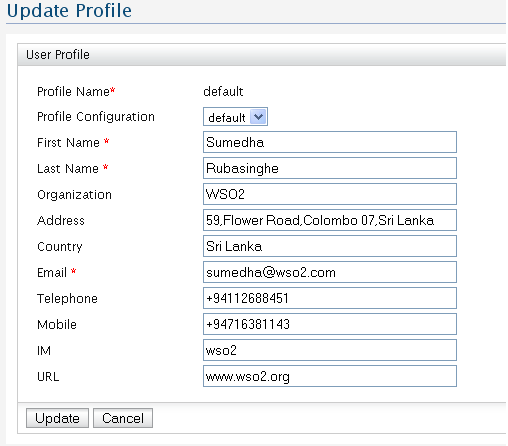 Update Profile
User Profile
Profile Name* default
Profile Configuration default
First Name * Sumedha
Last Name * Rubasinghe
Organization WSO2
Address 59,Flower Road,Colombo 07,Sri Lanka
Country Sri Lanka
Email * sumedha@wso2.com
Telephone +94112688451
Mobile +94716381143
IM wso2
URL www.wso2.org
Update Cancel